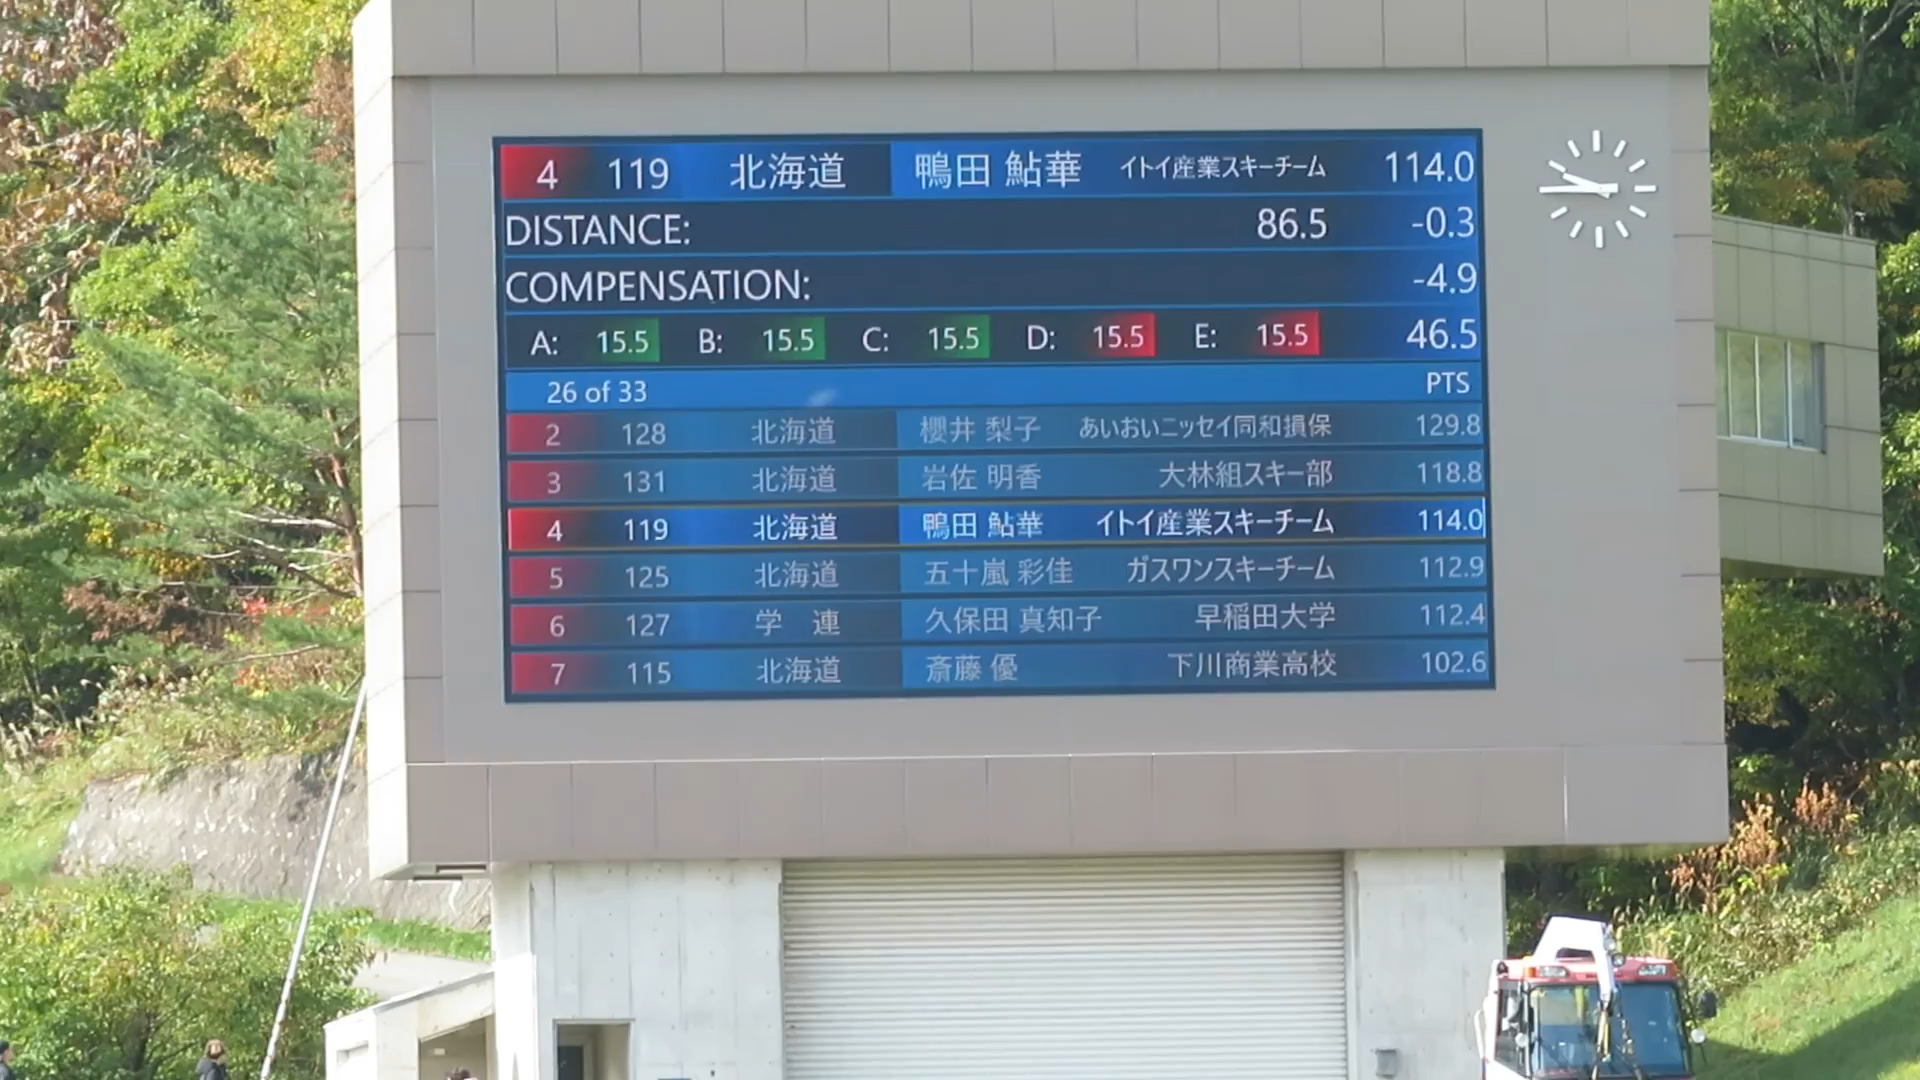 4 119 北海道 鴨田 鮎華 イトイ産業スキーチーム 114.0
DISTANCE: 86.5 -0.3
COMPENSATION: -4.9
A: 15.5 B: 15.5 C: 15.5 D: 15.5 E: 15.5 46.5
26 of 33 PTS
2 128 北海道 櫻井 梨子 あいおいニッセイ同和損保 129.8
3 131 北海道 岩佐 明香 大林組スキー部 118.8
4 119 北海道 鴨田 鮎華 イトイ産業スキーチーム 114.0
5 125 北海道 五十嵐 彩佳 ガスワンスキーチーム 112.9
6 127 学 連 久保田 真知子 早稲田大学 112.4
7 115 北海道 斎藤 優 下川商業高校 102.6